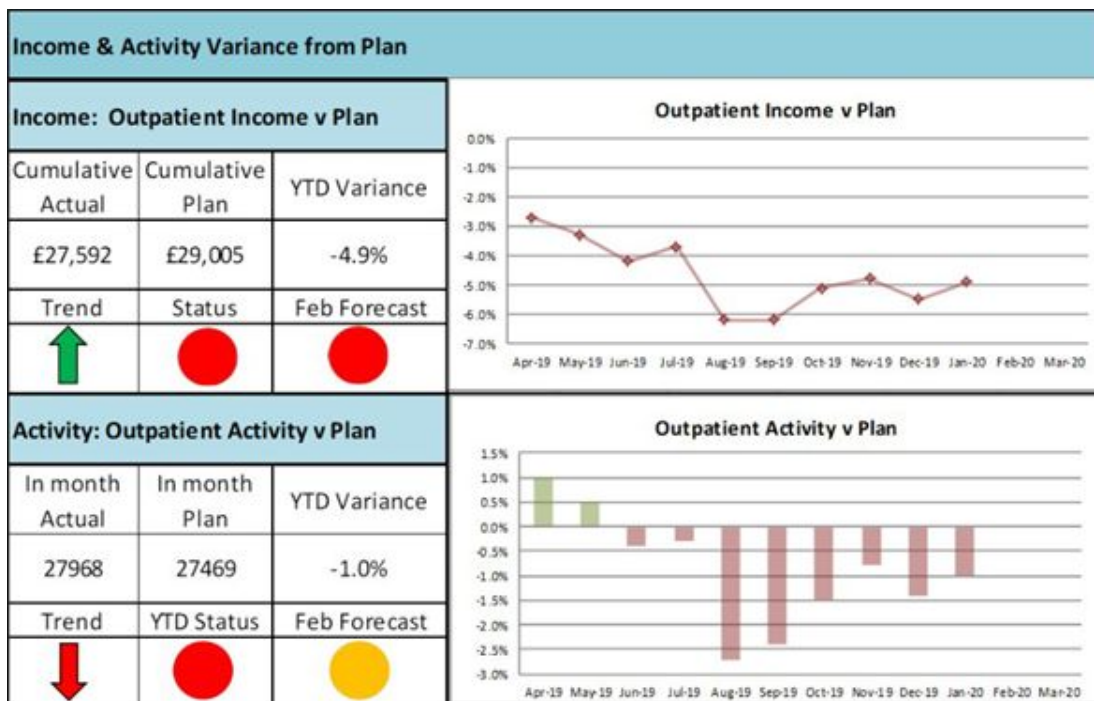 Income & Activity Variance from Plan
Income: Outpatient Income v Plan
Cumulative Actual
Cumulative Plan
YTD Variance
£27,592
£29,005
-4.9%
Trend
Status
Feb Forecast
Outpatient Income v Plan
0.0%
-1.0%
-2.0%
-3.0%
-4.0%
-5.0%
-6.0%
-7.0%
Apr-19 May-19 Jun-19 Jul-19 Aug-19 Sep-19 Oct-19 Nov-19 Dec-19 Jan-20 Feb-20 Mar-20
Activity: Outpatient Activity v Plan
In month Actual
In month Plan
YTD Variance
27968
27469
-1.0%
Trend
YTD Status
Feb Forecast
Outpatient Activity v Plan
1.5%
1.0%
0.5%
0.0%
-0.5%
-1.0%
-1.5%
-2.0%
-2.5%
-3.0%
Apr-19 May-19 Jun-19 Jul-19 Aug-19 Sep-19 Oct-19 Nov-19 Dec-19 Jan-20 Feb-20 Mar-20